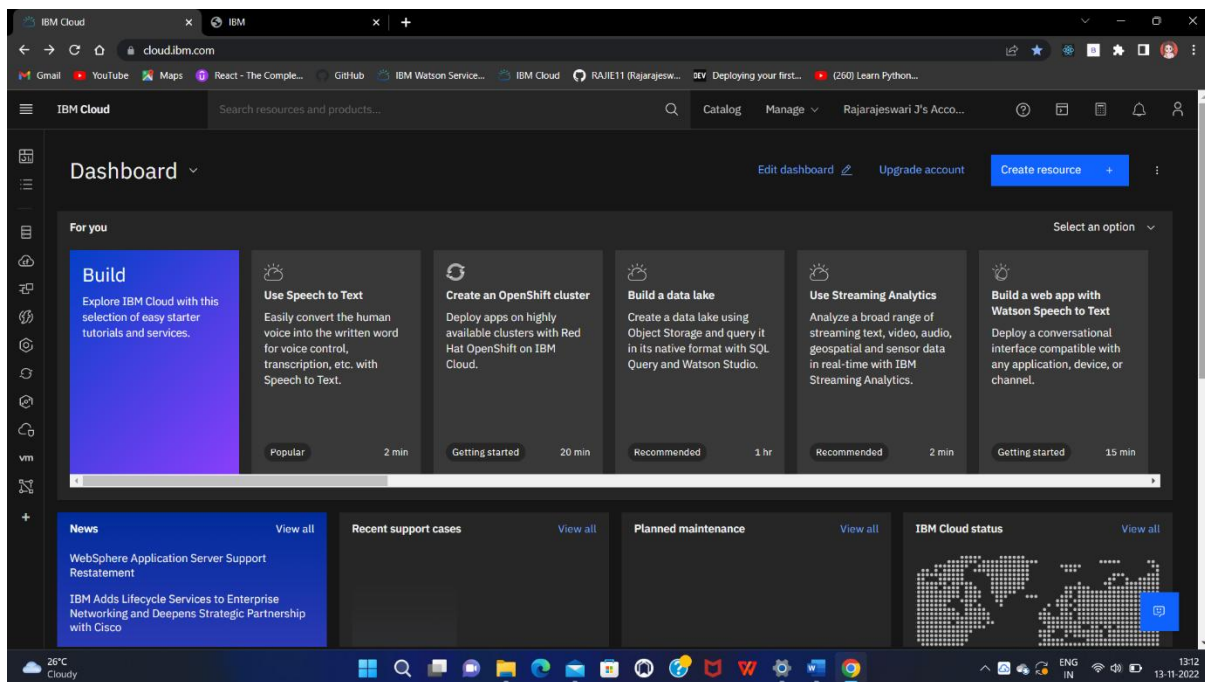 IBM Cloud
IBM
cloud.ibm.com
Gmail
YouTube
Maps
React - The Comple...
GitHub
IBM Watson Service...
IBM Cloud
RAJIE11 (Rajarajesw...
DEV Deploying your first...
(260) Learn Python...
IBM Cloud
Search resources and products...
Catalog
Manage
Rajarajeswari J's Acco...
Dashboard
Edit dashboard
Upgrade account
Create resource +
For you
Select an option
Build
Explore IBM Cloud with this
selection of easy starter
tutorials and services.
Use Speech to Text
Easily convert the human
voice into the written word
for voice control,
transcription, etc. with
Speech to Text.
Popular
2 min
Create an OpenShift cluster
Deploy apps on highly
available clusters with Red
Hat OpenShift on IBM
Cloud.
Getting started
20 min
Build a data lake
Create a data lake using
Object Storage and query it
in its native format with SQL
Query and Watson Studio.
Recommended
1 hr
Use Streaming Analytics
Analyze a broad range of
streaming text, video, audio,
geospatial and sensor data
in real-time with IBM
Streaming Analytics.
Recommended
2 min
Build a web app with
Watson Speech to Text
Deploy a conversational
interface compatible with
any application, device, or
channel.
Getting started
15 min
vm
News
View all
WebSphere Application Server Support
Restatement
IBM Adds Lifecycle Services to Enterprise
Networking and Deepens Strategic Partnership
with Cisco
Recent support cases
View all
Planned maintenance
View all
IBM Cloud status
View all
26°C
Cloudy
ENG
IN
13:12
13-11-2022